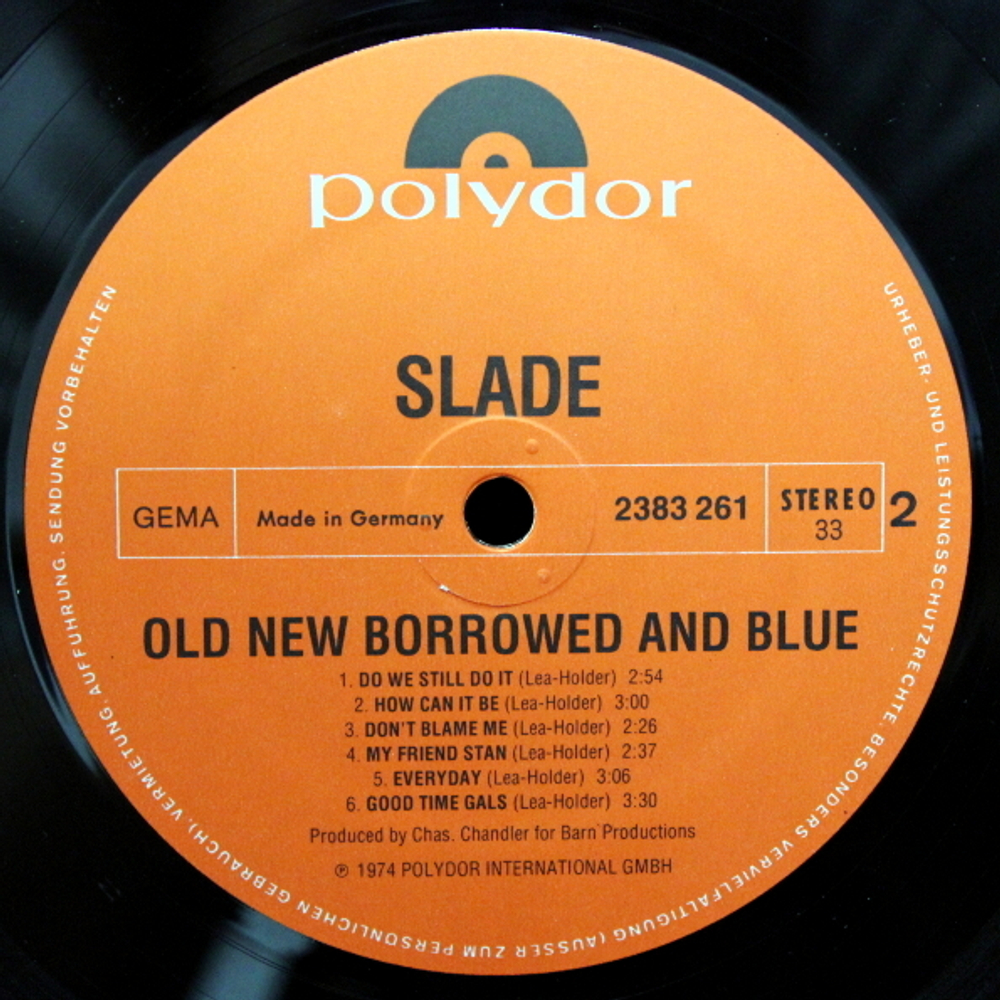 polydor
SLADE
GEMA
Made in Germany
2383 261
STEREO
33
2
OLD NEW BORROWED AND BLUE
1. DO WE STILL DO IT (Lea-Holder) 2:54
2. HOW CAN IT BE (Lea-Holder) 3:00
3. DON'T BLAME ME (Lea-Holder) 2:26
4. MY FRIEND STAN (Lea-Holder) 2:37
5. EVERYDAY (Lea-Holder) 3:06
6. GOOD TIME GALS (Lea-Holder) 3:30
Produced by Chas. Chandler for Barn Productions
℗ 1974 POLYDOR INTERNATIONAL GMBH
URHEBER- UND LEISTUNGSSCHUTZRECHTE, BESONDERS VERVIELFÄLTIGUNG (AUSSER ZUM PERSÖNLICHEN GEBRAUCH), VERMIETUNG, AUFFÜHRUNG, SENDUNG VORBEHALTEN